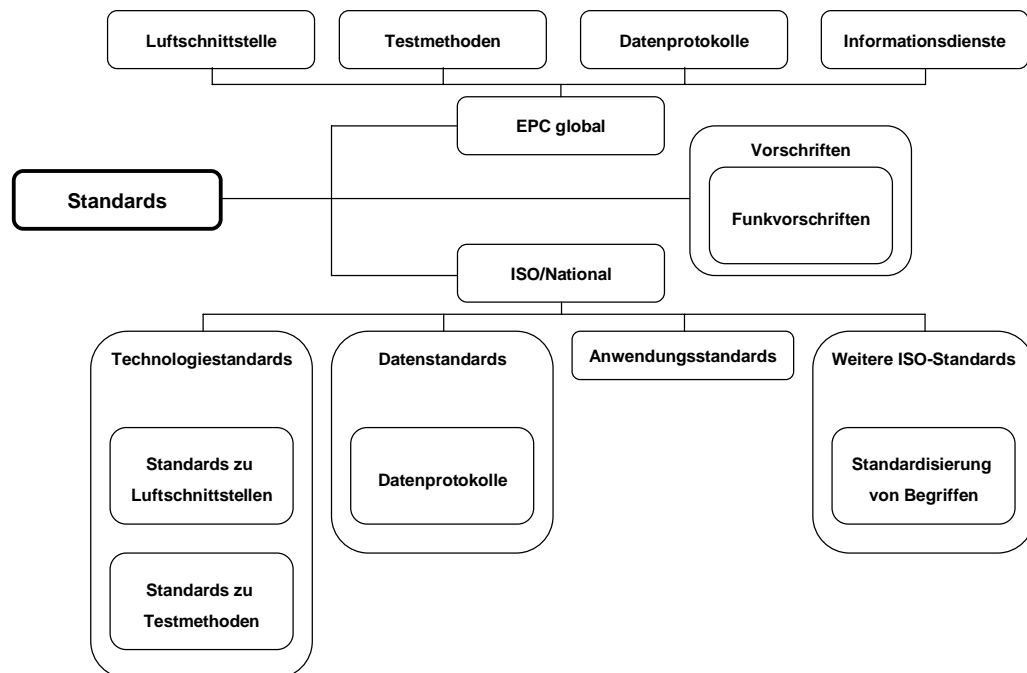 Luftschnittstelle
Testmethoden
Datenprotokolle
Informationsdienste
EPC global
Vorschriften
Standards
Funkvorschriften
ISO/National
Technologiestandards
Datenstandards
Anwendungsstandards
Weitere ISO-Standards
Standards zu
Luftschnittstellen
Datenprotokolle
Standardisierung
von Begriffen
Standards zu
Testmethoden